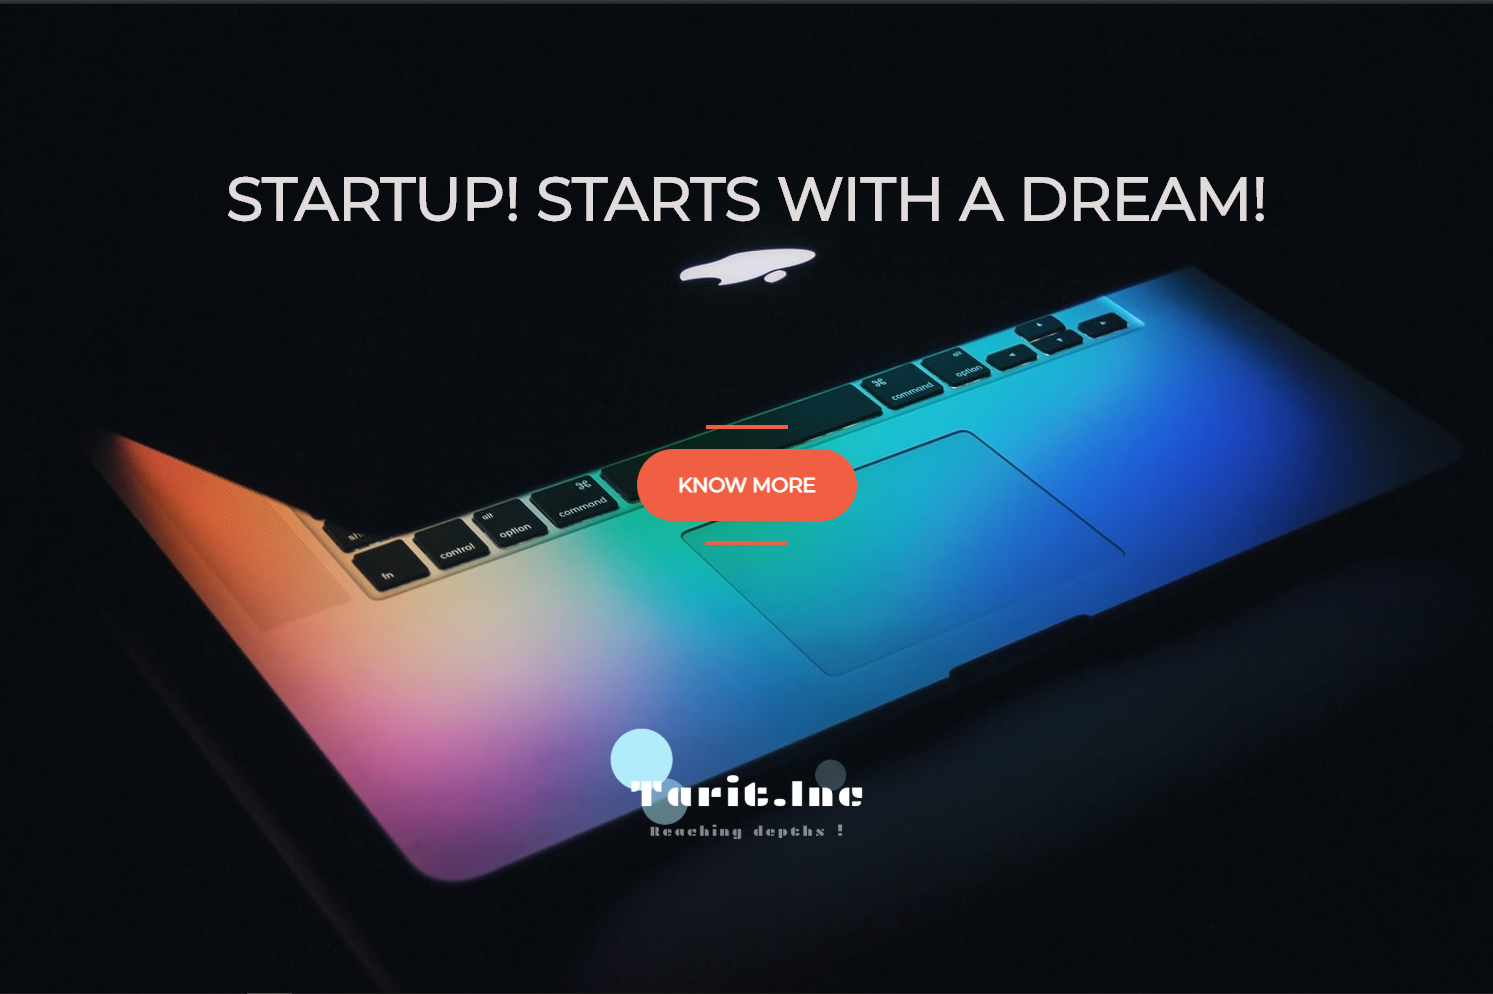 STARTUP! STARTS WITH A DREAM!
⌘
command
alt
option
KNOW MORE
⌘
command
alt
option
control
fn
Tarit.Inc
Reaching depths !